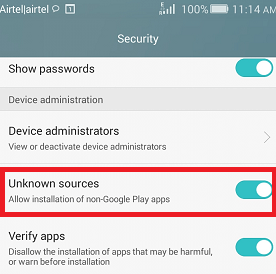 Airtel|airtel 1 E 100% 11:14 AM
Security
Show passwords
Device administration
Device administrators
View or deactivate device administrators
Unknown sources
Allow installation of non-Google Play apps
Verify apps
Disallow the installation of apps that may be harmful,
or warn before installation